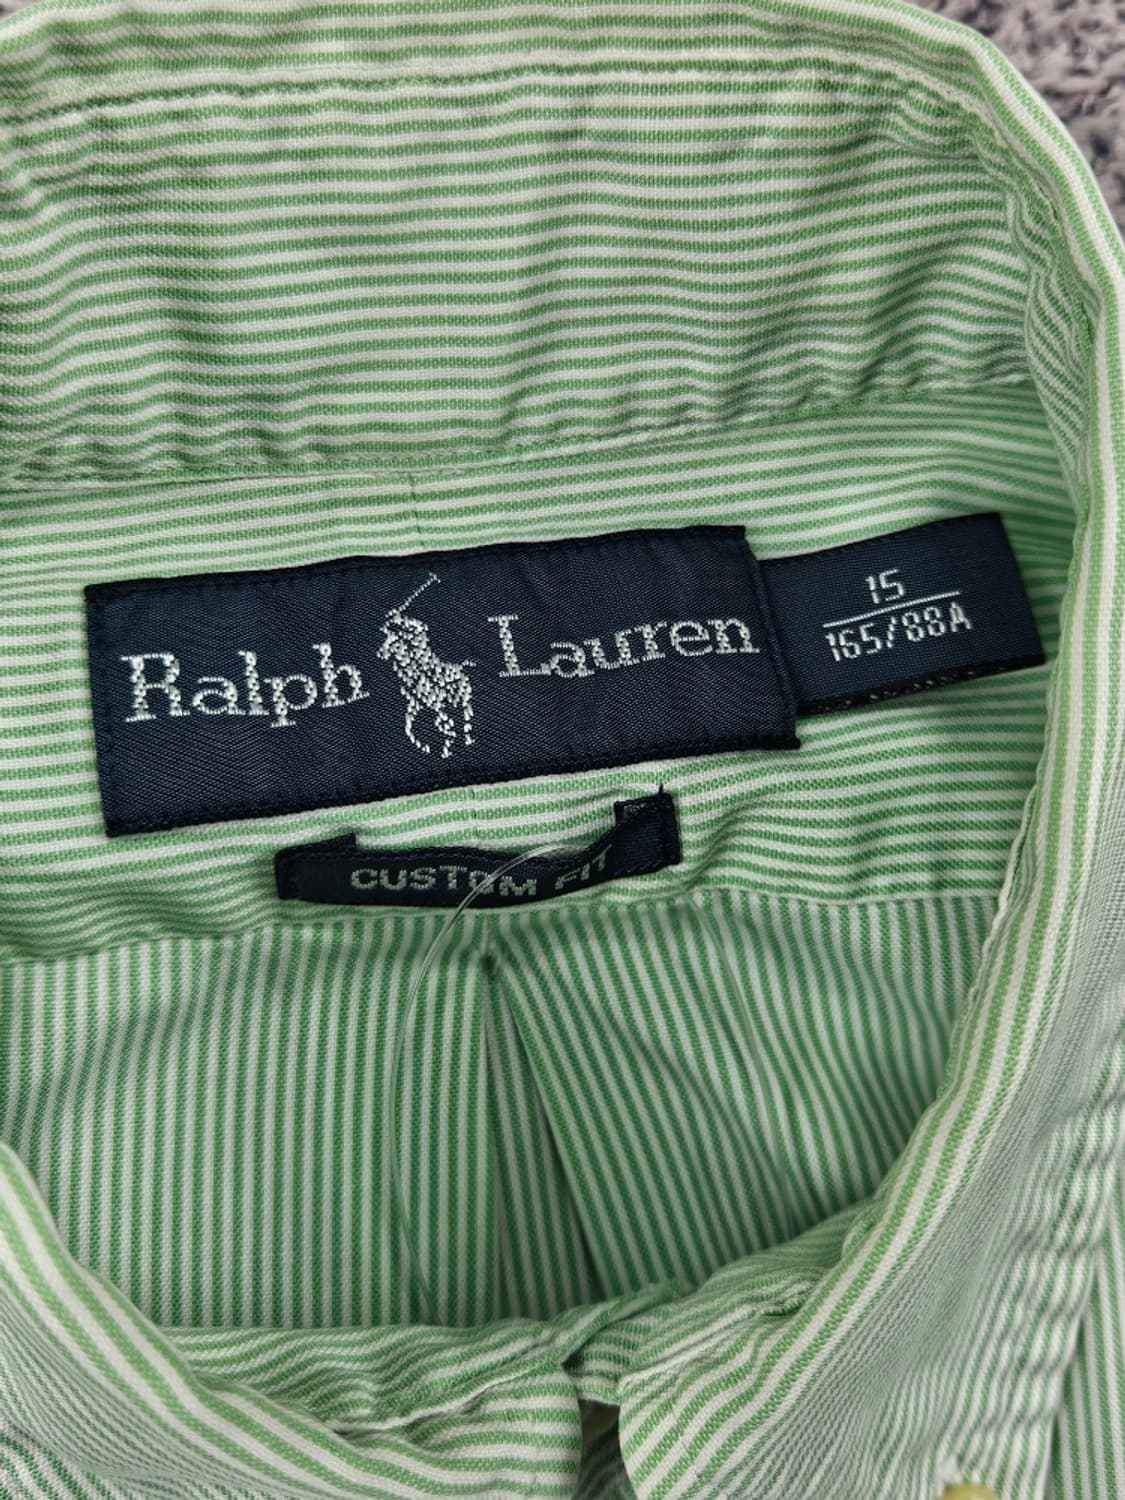 Ralph Lauren
15
165/88A
CUSTOM FIT